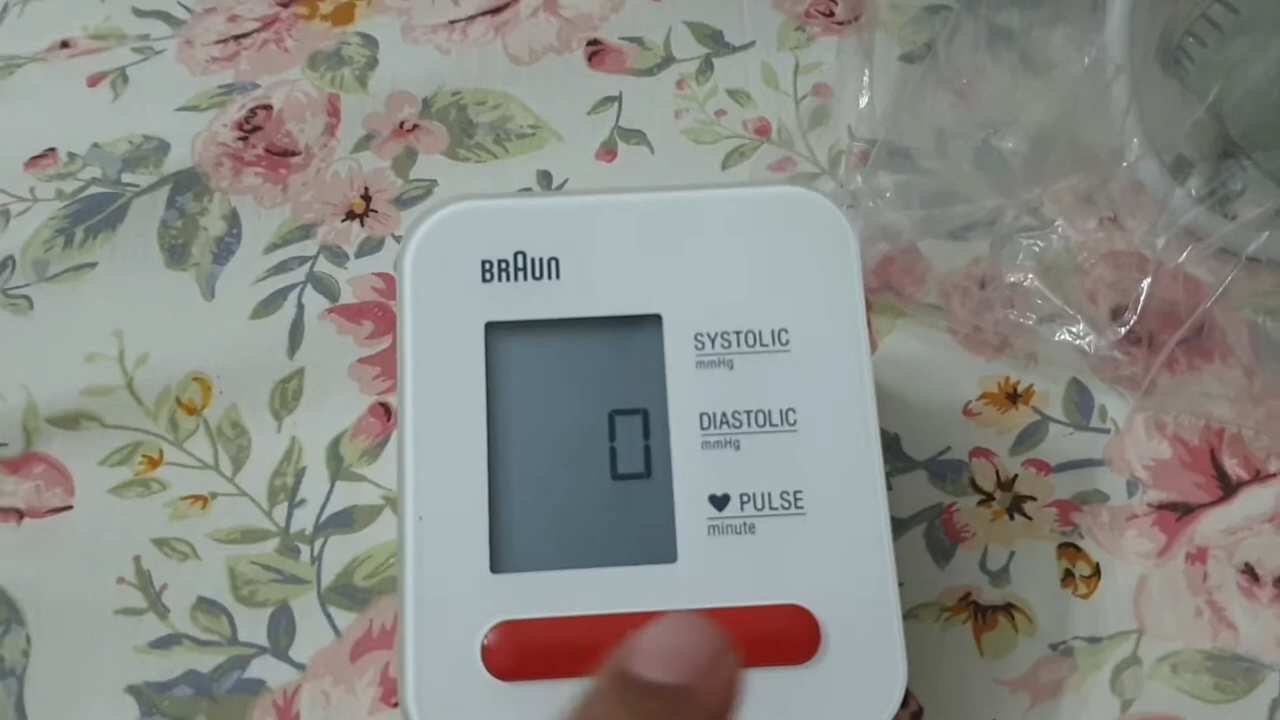 BRAUN
SYSTOLIC
mmHg
0
DIASTOLIC
mmHg
PULSE
minute